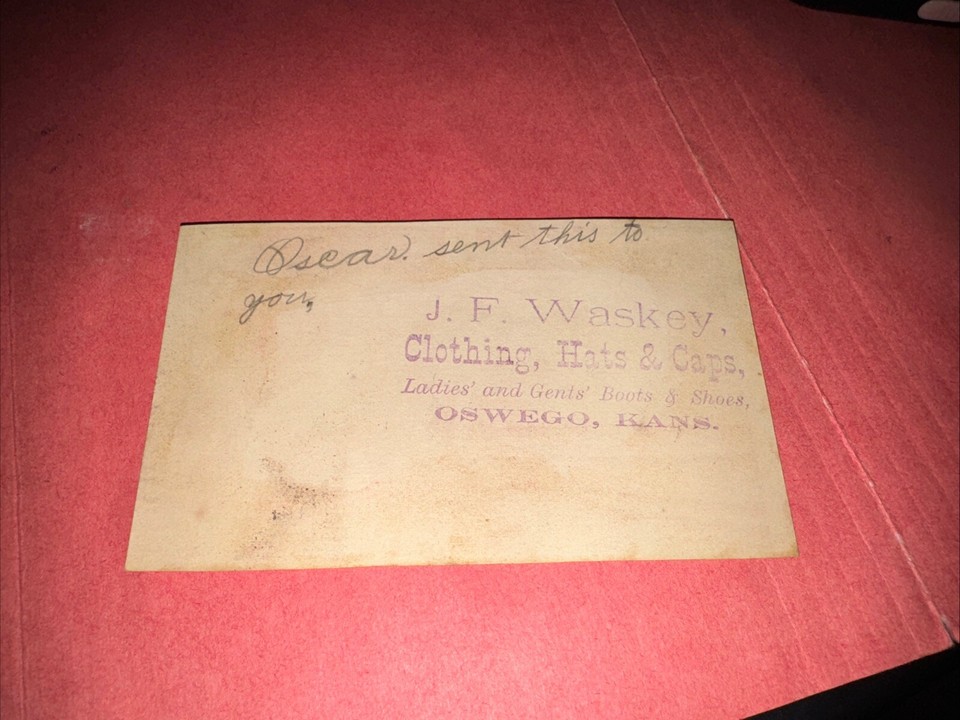 Oscar. sent this to
you,
J. F. Waskey,
Clothing, Hats & Caps,
Ladies' and Gents' Boots & Shoes,
OSWEGO, KANS.